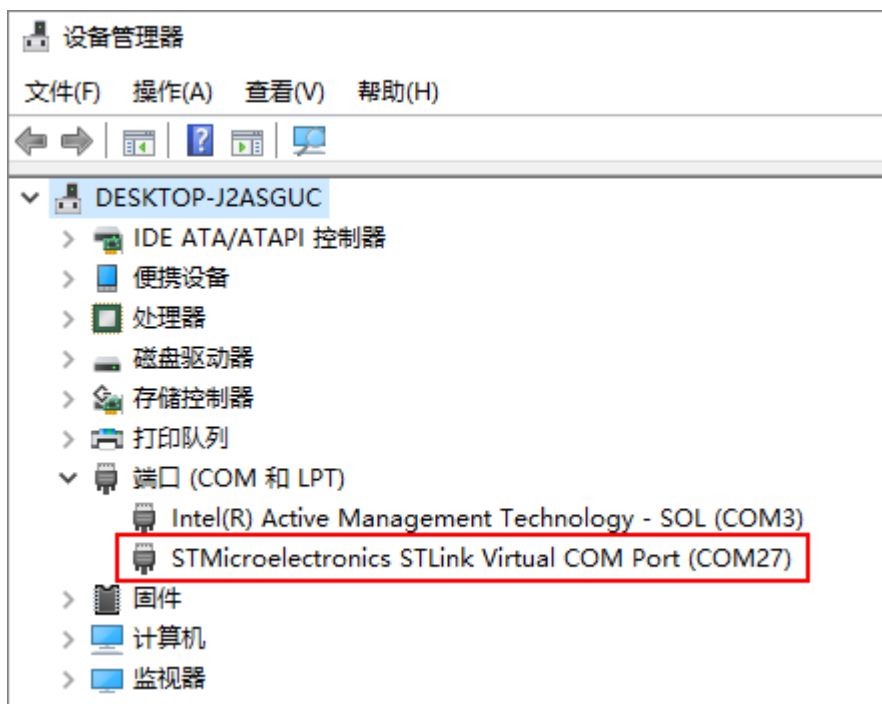 设备管理器
文件(F) 操作(A) 查看(V) 帮助(H)
DESKTOP-J2ASGUC
IDE ATA/ATAPI 控制器
便携设备
处理器
磁盘驱动器
存储控制器
打印队列
端口 (COM 和 LPT)
Intel(R) Active Management Technology - SOL (COM3)
STMicroelectronics STLink Virtual COM Port (COM27)
固件
计算机
监视器